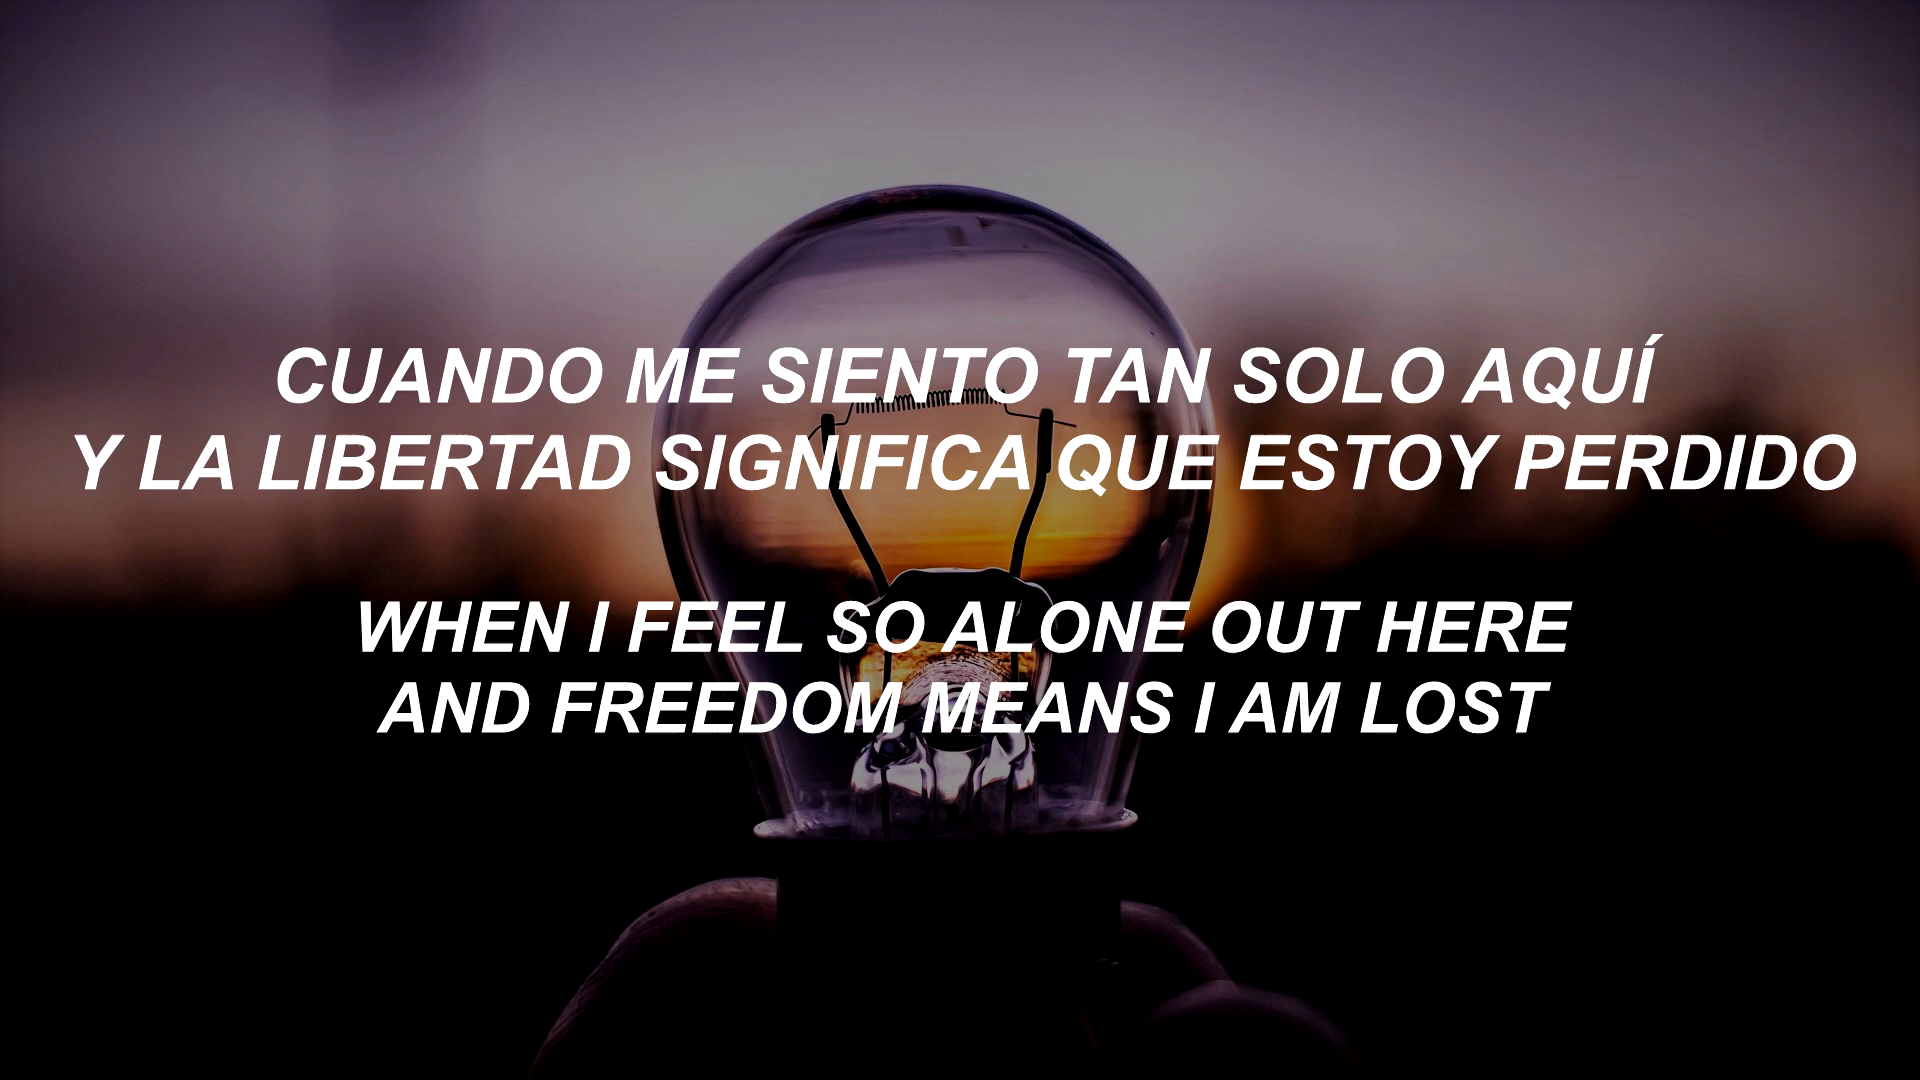 CUANDO ME SIENTO TAN SOLO AQUÍ
Y LA LIBERTAD SIGNIFICA QUE ESTOY PERDIDO
WHEN I FEEL SO ALONE OUT HERE
AND FREEDOM MEANS I AM LOST